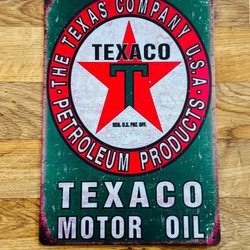 THE TEXAS COMPANY U.S.A.
TEXACO
T
REG. U.S. PAT. OFF.
PETROLEUM PRODUCTS
TEXACO
MOTOR OIL